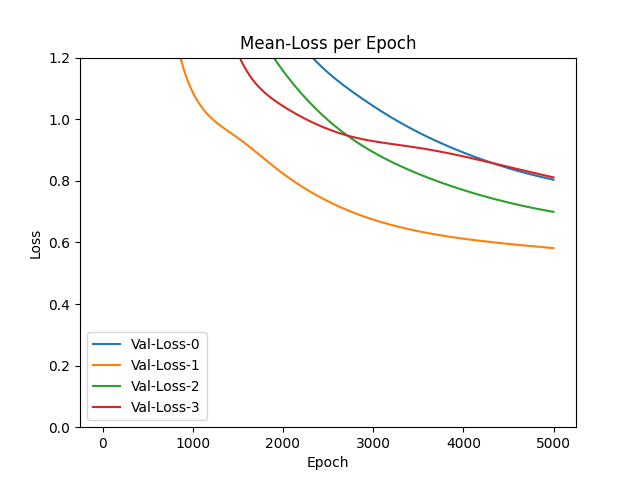 Mean-Loss per Epoch
Loss
1.2
1.0
0.8
0.6
0.4
0.2
0.0
Val-Loss-0
Val-Loss-1
Val-Loss-2
Val-Loss-3
0 1000 2000 3000 4000 5000
Epoch